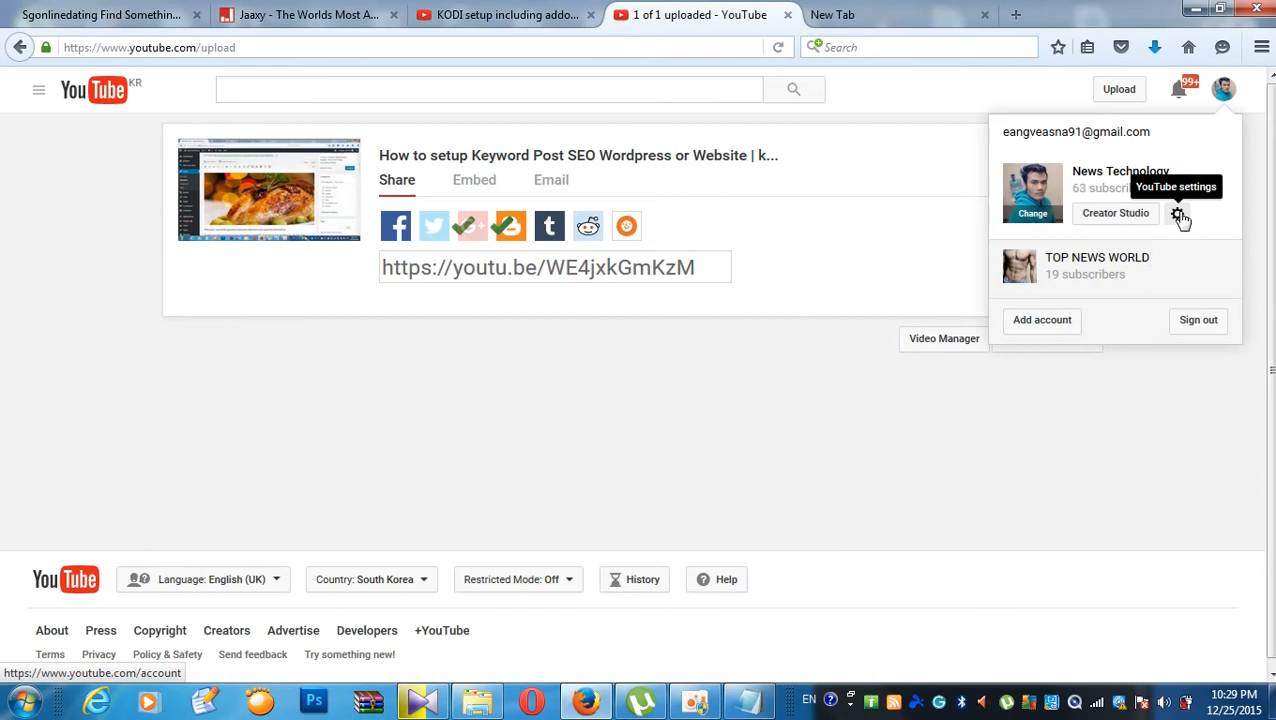 Sgonlinedating Find Somethin...
Jaaxy - The Worlds Mos A...
KODI setup including addo...
1 of 1 uploaded - YouTube
New Tab
https://www.youtube.com/upload
Search
YouTube KR
Upload
99+
eangveasna91@gmail.com
How to setup Keyword Post SEO Wordpress or Website | ...
News Technology
Share
Embed
Email
63 subscri
YouTube settings
Change
Creator Studio
https://youtu.be/WE4jxkGmKzM
TOP NEWS WORLD
19 subscribers
Add account
Sign out
Video Manager
YouTube
Language: English (UK)
Country: South Korea
Restricted Mode: Off
History
Help
About
Press
Copyright
Creators
Advertise
Developers
+YouTube
Terms
Privacy
Policy & Safety
Send feedback
Try something new!
https://www.youtube.com/account
Ps
EN
10:29 PM
12/25/2015